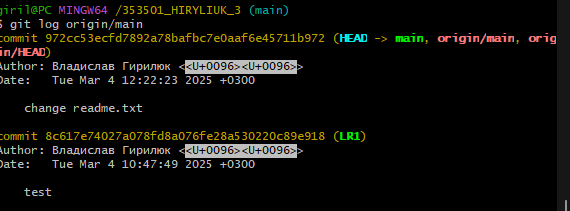 giril@PC MINGW64 /353501_HIRYLIUK_3 (main)
$ git log origin/main
commit 972cc53ecfd7892a78bafbc7e0aaf6e45711b972 (HEAD -> main, origin/main, orig
in/HEAD)
Author: Владислав Гирилюк <<U+0096><U+0096>>
Date:   Tue Mar 4 12:22:23 2025 +0300
change readme.txt
commit 8c617e74027a078fd8a076fe28a530220c89e918 (LR1)
Author: Владислав Гирилюк <<U+0096><U+0096>>
Date:   Tue Mar 4 10:47:49 2025 +0300
test